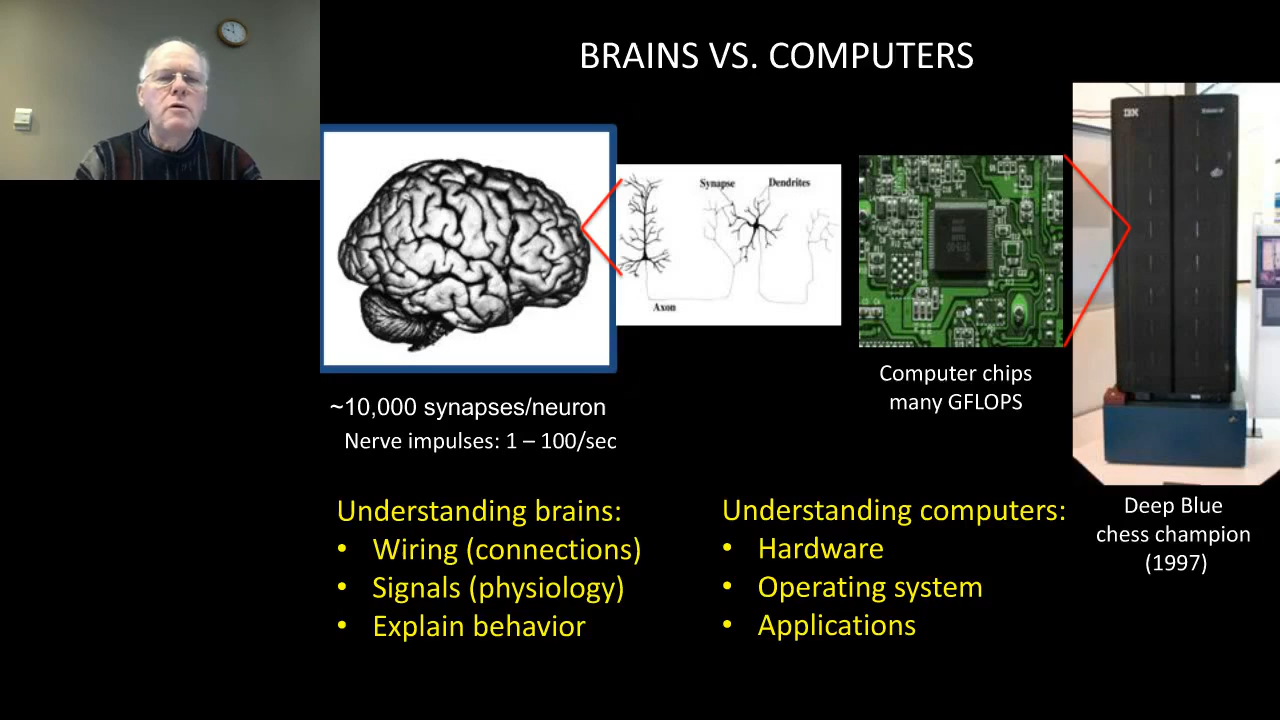 BRAINS VS. COMPUTERS
IBM
Synapse
Dendrites
Axon
~10,000 synapses/neuron
Nerve impulses: 1 – 100/sec
Computer chips
many GFLOPS
Deep Blue
chess champion
(1997)
Understanding brains:
• Wiring (connections)
• Signals (physiology)
• Explain behavior
Understanding computers:
• Hardware
• Operating system
• Applications